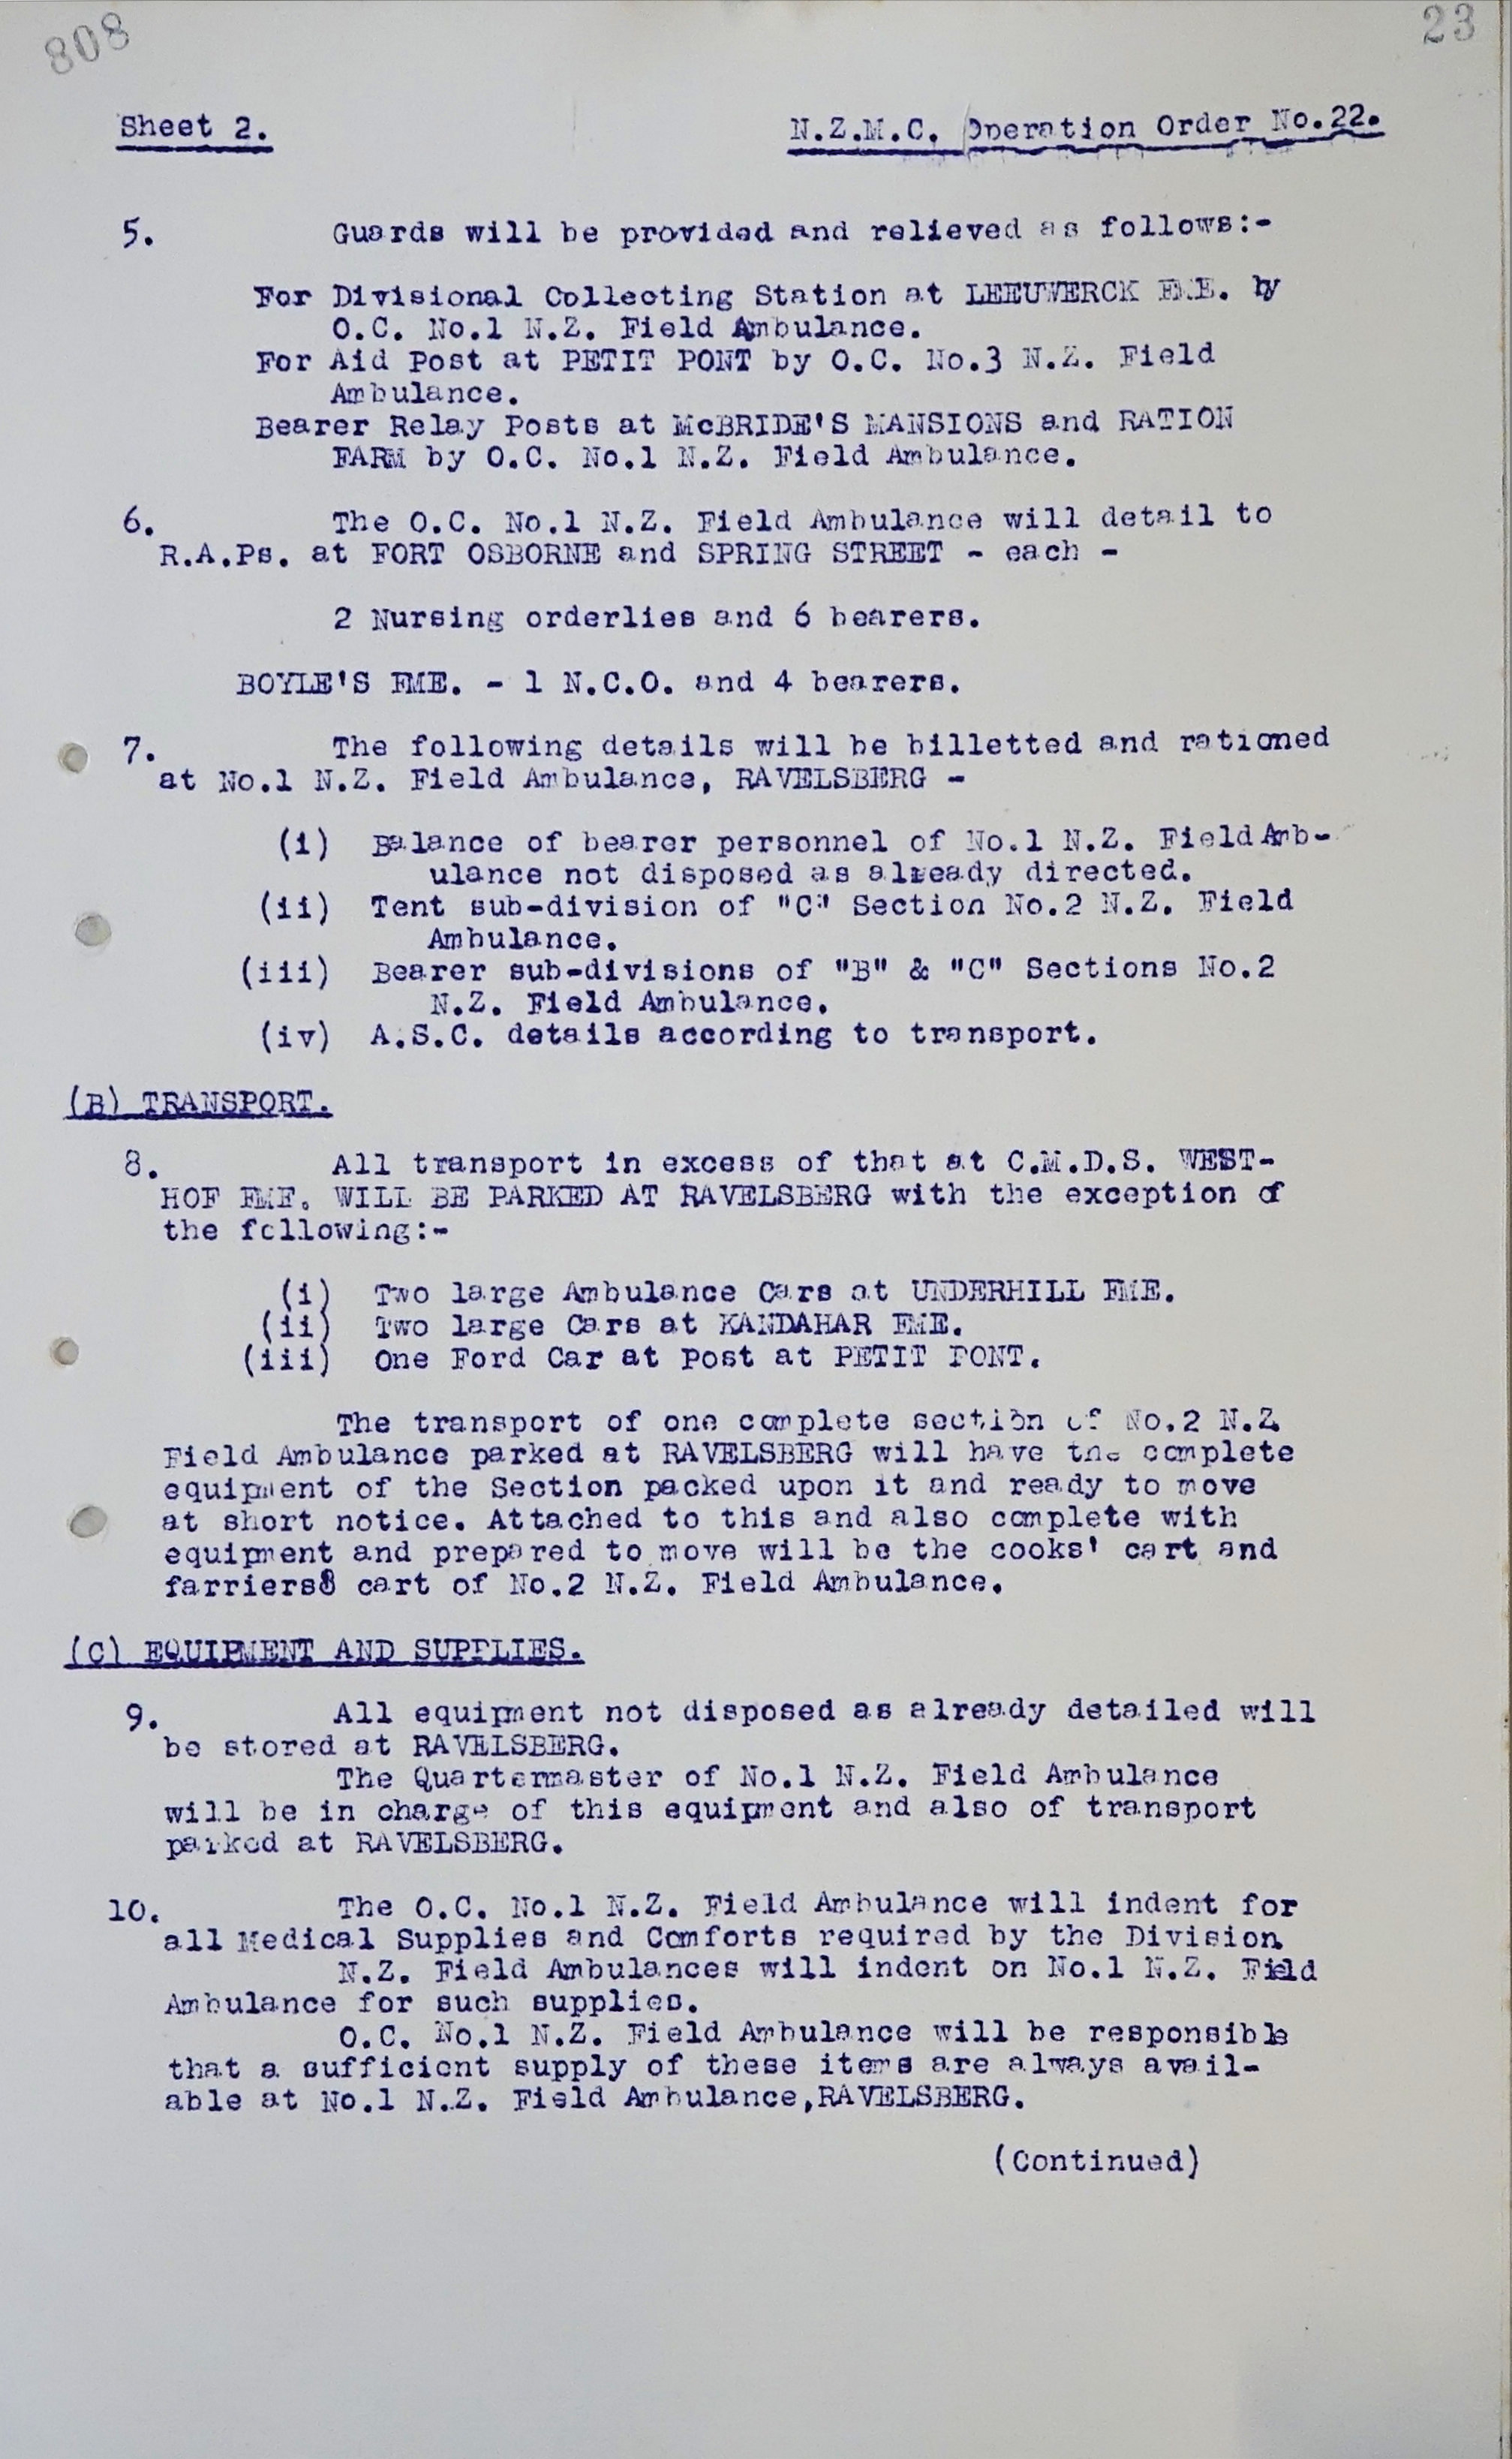 808
23
Sheet 2.
N.Z.M.C. Operation Order No.22.
5. Guards will be provided and relieved as follows:-
For Divisional Collecting Station at LEEUWERCK FME. by
O.C. No.1 N.Z. Field Ambulance.
For Aid Post at PETIT PONT by O.C. No.3 N.Z. Field
Ambulance.
Bearer Relay Posts at McBRIDE'S MANSIONS and RATION
FARM by O.C. No.1 N.Z. Field Ambulance.
6. The O.C. No.1 N.Z. Field Ambulance will detail to
R.A.Ps. at FORT OSBORNE and SPRING STREET - each -
2 Nursing orderlies and 6 bearers.
BOYLE'S FME. - 1 N.C.O. and 4 bearers.
7. The following details will be billetted and rationed
at No.1 N.Z. Field Ambulance, RAVELSBERG -
(i) Balance of bearer personnel of No.1 N.Z. Field Amb-
ulance not disposed as already directed.
(ii) Tent sub-division of "C" Section No.2 N.Z. Field
Ambulance.
(iii) Bearer sub-divisions of "B" & "C" Sections No.2
N.Z. Field Ambulance.
(iv) A.S.C. details according to transport.
(B) TRANSPORT.
8. All transport in excess of that at C.M.D.S. WEST-
HOF FME. WILL BE PARKED AT RAVELSBERG with the exception of
the following:-
(i) Two large Ambulance Cars at UNDERHILL FME.
(ii) Two large Cars at KANDAHAR FME.
(iii) One Ford Car at Post at PETIT PONT.
The transport of one complete section of No.2 N.Z.
Field Ambulance parked at RAVELSBERG will have the complete
equipment of the Section packed upon it and ready to move
at short notice. Attached to this and also complete with
equipment and prepared to move will be the cooks' cart and
farriers8 cart of No.2 N.Z. Field Ambulance.
(C) EQUIPMENT AND SUPPLIES.
9. All equipment not disposed as already detailed will
be stored at RAVELSBERG.
The Quartermaster of No.1 N.Z. Field Ambulance
will be in charge of this equipment and also of transport
parked at RAVELSBERG.
10. The O.C. No.1 N.Z. Field Ambulance will indent for
all Medical Supplies and Comforts required by the Division
N.Z. Field Ambulances will indent on No.1 N.Z. Field
Ambulance for such supplies.
O.C. No.1 N.Z. Field Ambulance will be responsible
that a sufficient supply of these items are always avail-
able at No.1 N.Z. Field Ambulance, RAVELSBERG.
(Continued)